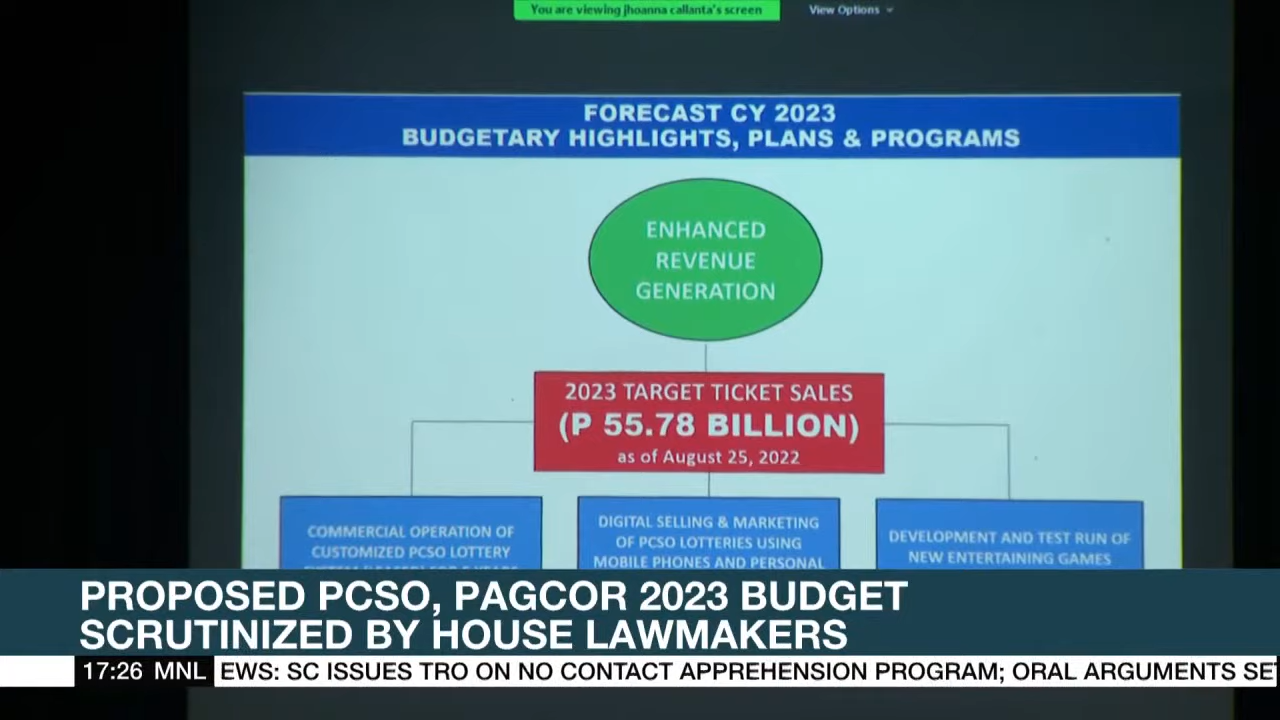 You are viewing jhoanna callanta's screen
View Options
FORECAST CY 2023
BUDGETARY HIGHLIGHTS, PLANS & PROGRAMS
ENHANCED
REVENUE
GENERATION
2023 TARGET TICKET SALES
(P 55.78 BILLION)
as of August 25, 2022
COMMERCIAL OPERATION OF
CUSTOMIZED PCSO LOTTERY
DIGITAL SELLING & MARKETING
OF PCSO LOTTERIES USING
MOBILE PHONES AND PERSONAL
DEVELOPMENT AND TEST RUN OF
NEW ENTERTAINING GAMES
PROPOSED PCSO, PAGCOR 2023 BUDGET
SCRUTINIZED BY HOUSE LAWMAKERS
17:26 MNL EWS: SC ISSUES TRO ON NO CONTACT APPREHENSION PROGRAM; ORAL ARGUMENTS SE